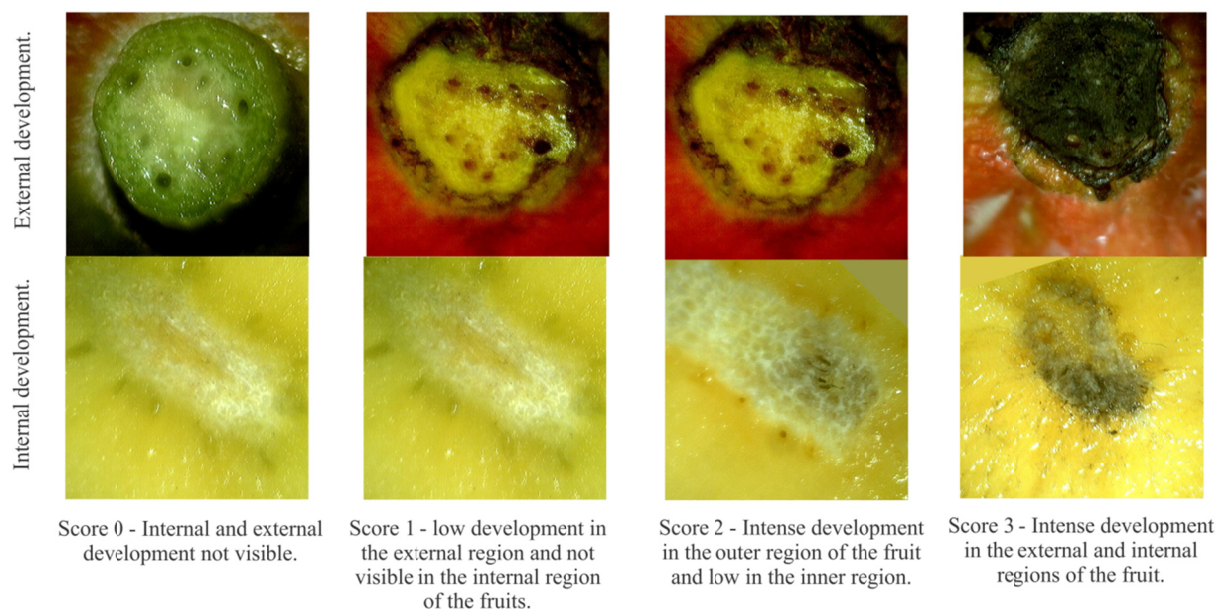 External development.
Internal development.
Score 0 - Internal and external
development not visible.
Score 1 - low development in
the external region and not
visible in the internal region
of the fruits.
Score 2 - Intense development
in the outer region of the fruit
and low in the inner region.
Score 3 - Intense development
in the external and internal
regions of the fruit.